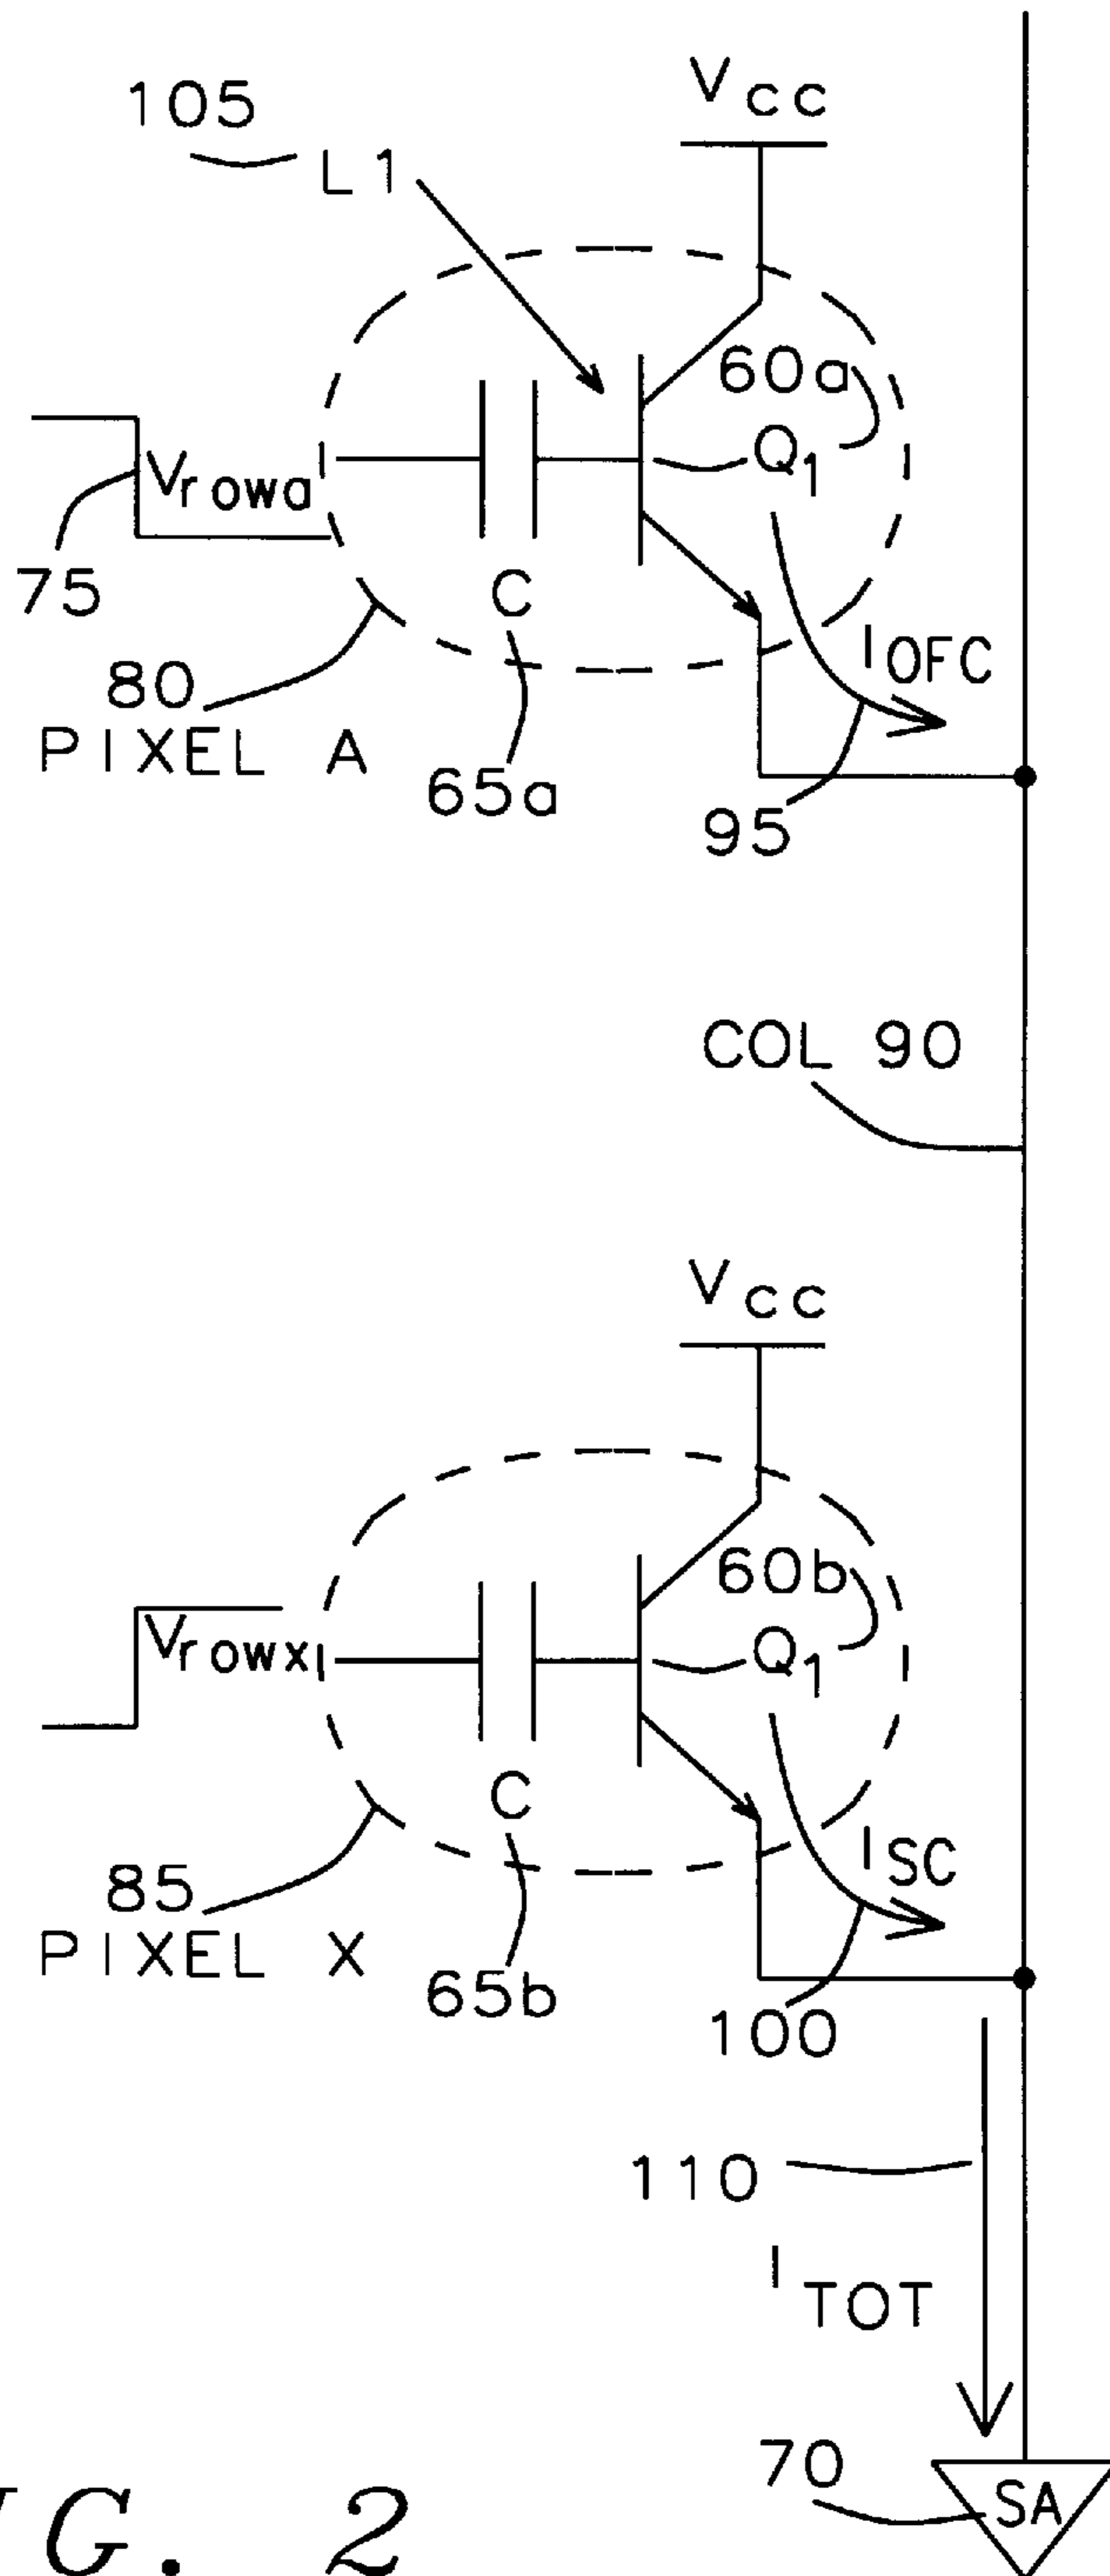 Vcc
105
L1
60a
Q1
Vrowa
75
C
IOFC
80
PIXEL A
65a
95
COL 90
Vcc
60b
Q1
Vrowx
C
ISC
85
PIXEL X
65b
100
110
ITOT
70
SA
G. 2